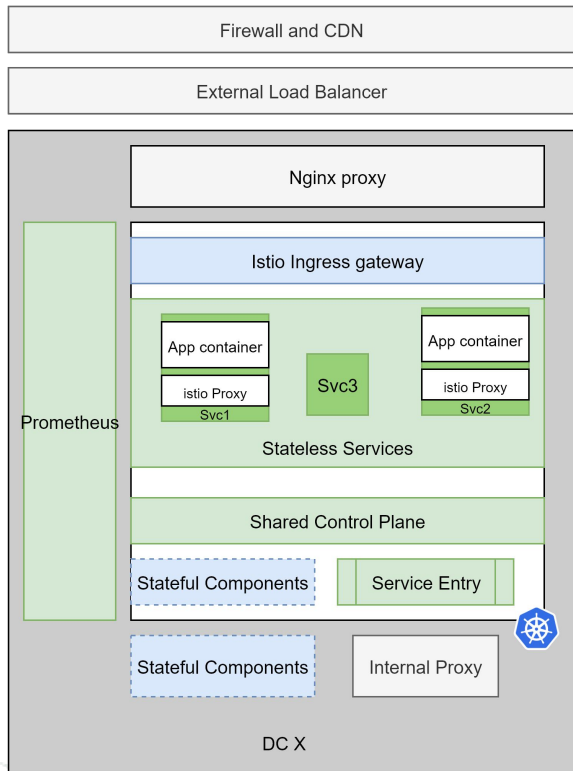 Firewall and CDN
External Load Balancer
Nginx proxy
Istio Ingress gateway
App container
istio Proxy
Svc1
Svc3
App container
istio Proxy
Svc2
Stateless Services
Prometheus
Shared Control Plane
Stateful Components
Service Entry
Stateful Components
Internal Proxy
DC X